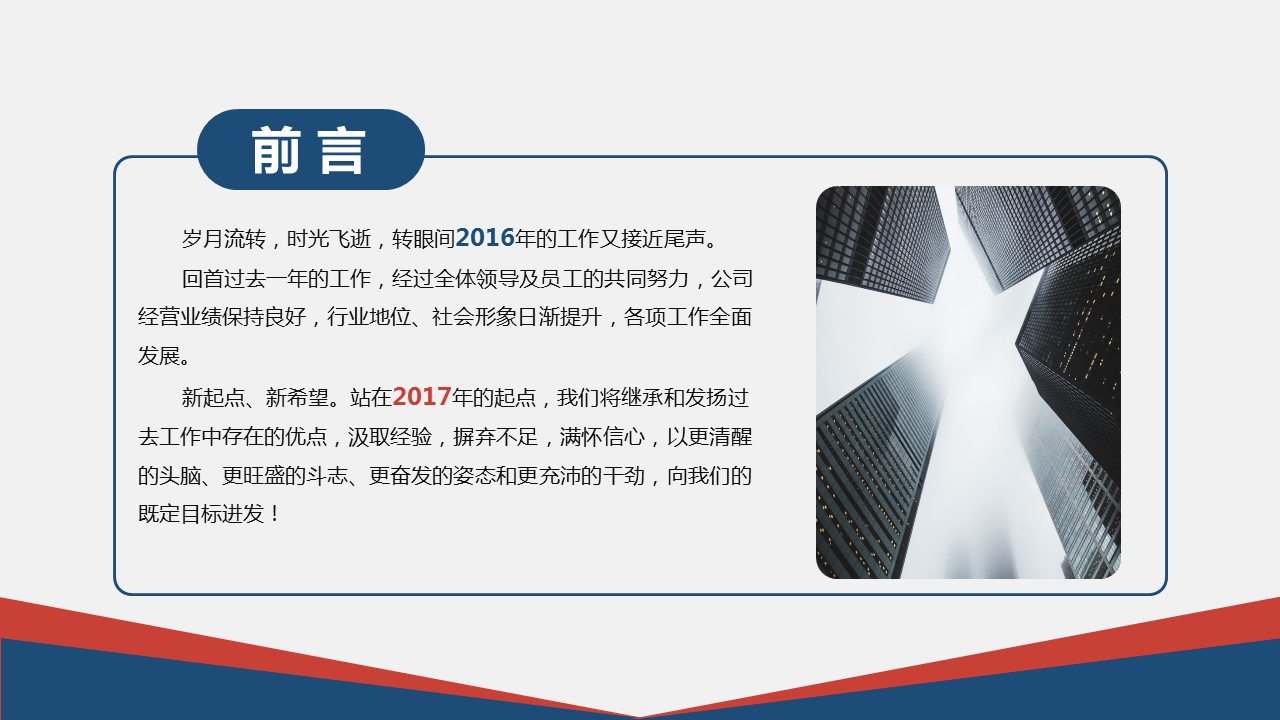 前 言
岁月流转，时光飞逝，转眼间2016年的工作又接近尾声。
回首过去一年的工作，经过全体领导及员工的共同努力，公司
经营业绩保持良好，行业地位、社会形象日渐提升，各项工作全面
发展。
新起点、新希望。站在2017年的起点，我们将继承和发扬过
去工作中存在的优点，汲取经验，摒弃不足，满怀信心，以更清醒
的头脑、更旺盛的斗志、更奋发的姿态和更充沛的干劲，向我们的
既定目标进发！